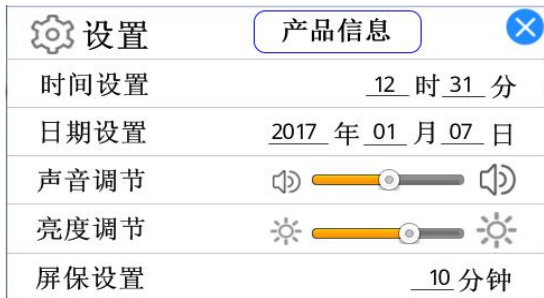 设置 产品信息
时间设置 12 时 31 分
日期设置 2017 年 01 月 07 日
声音调节
亮度调节
屏保设置 10 分钟